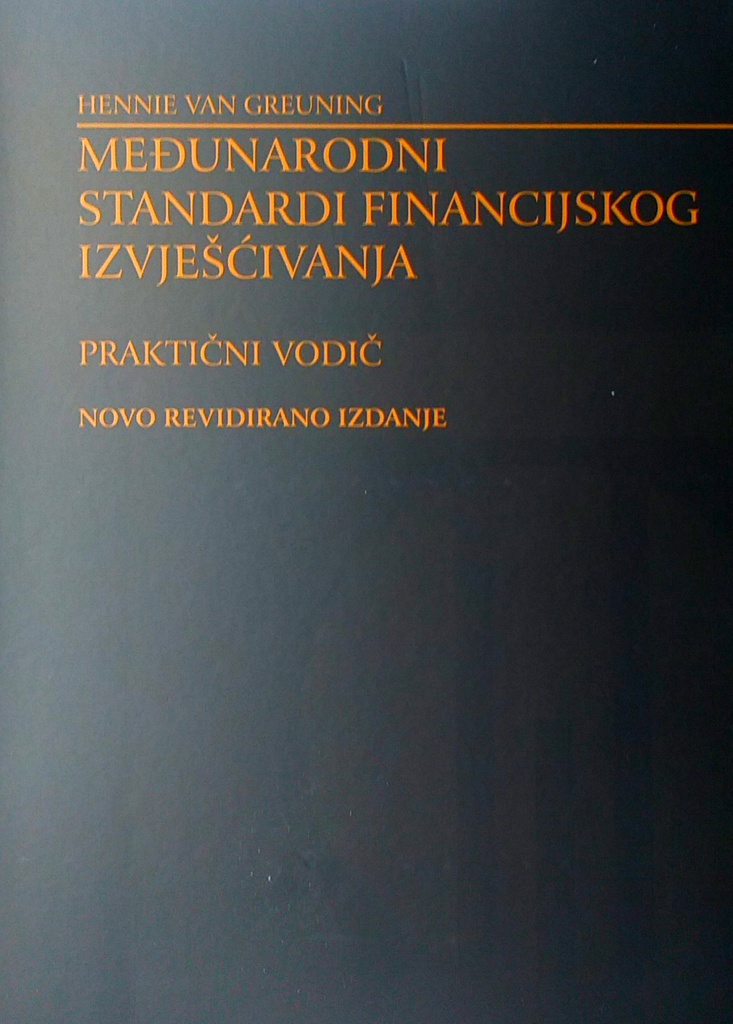 HENNIE VAN GREUNING
MEĐUNARODNI
STANDARDI FINANCIJSKOG
IZVJEŠĆIVANJA
PRAKTIČNI VODIČ
NOVO REVIDIRANO IZDANJE